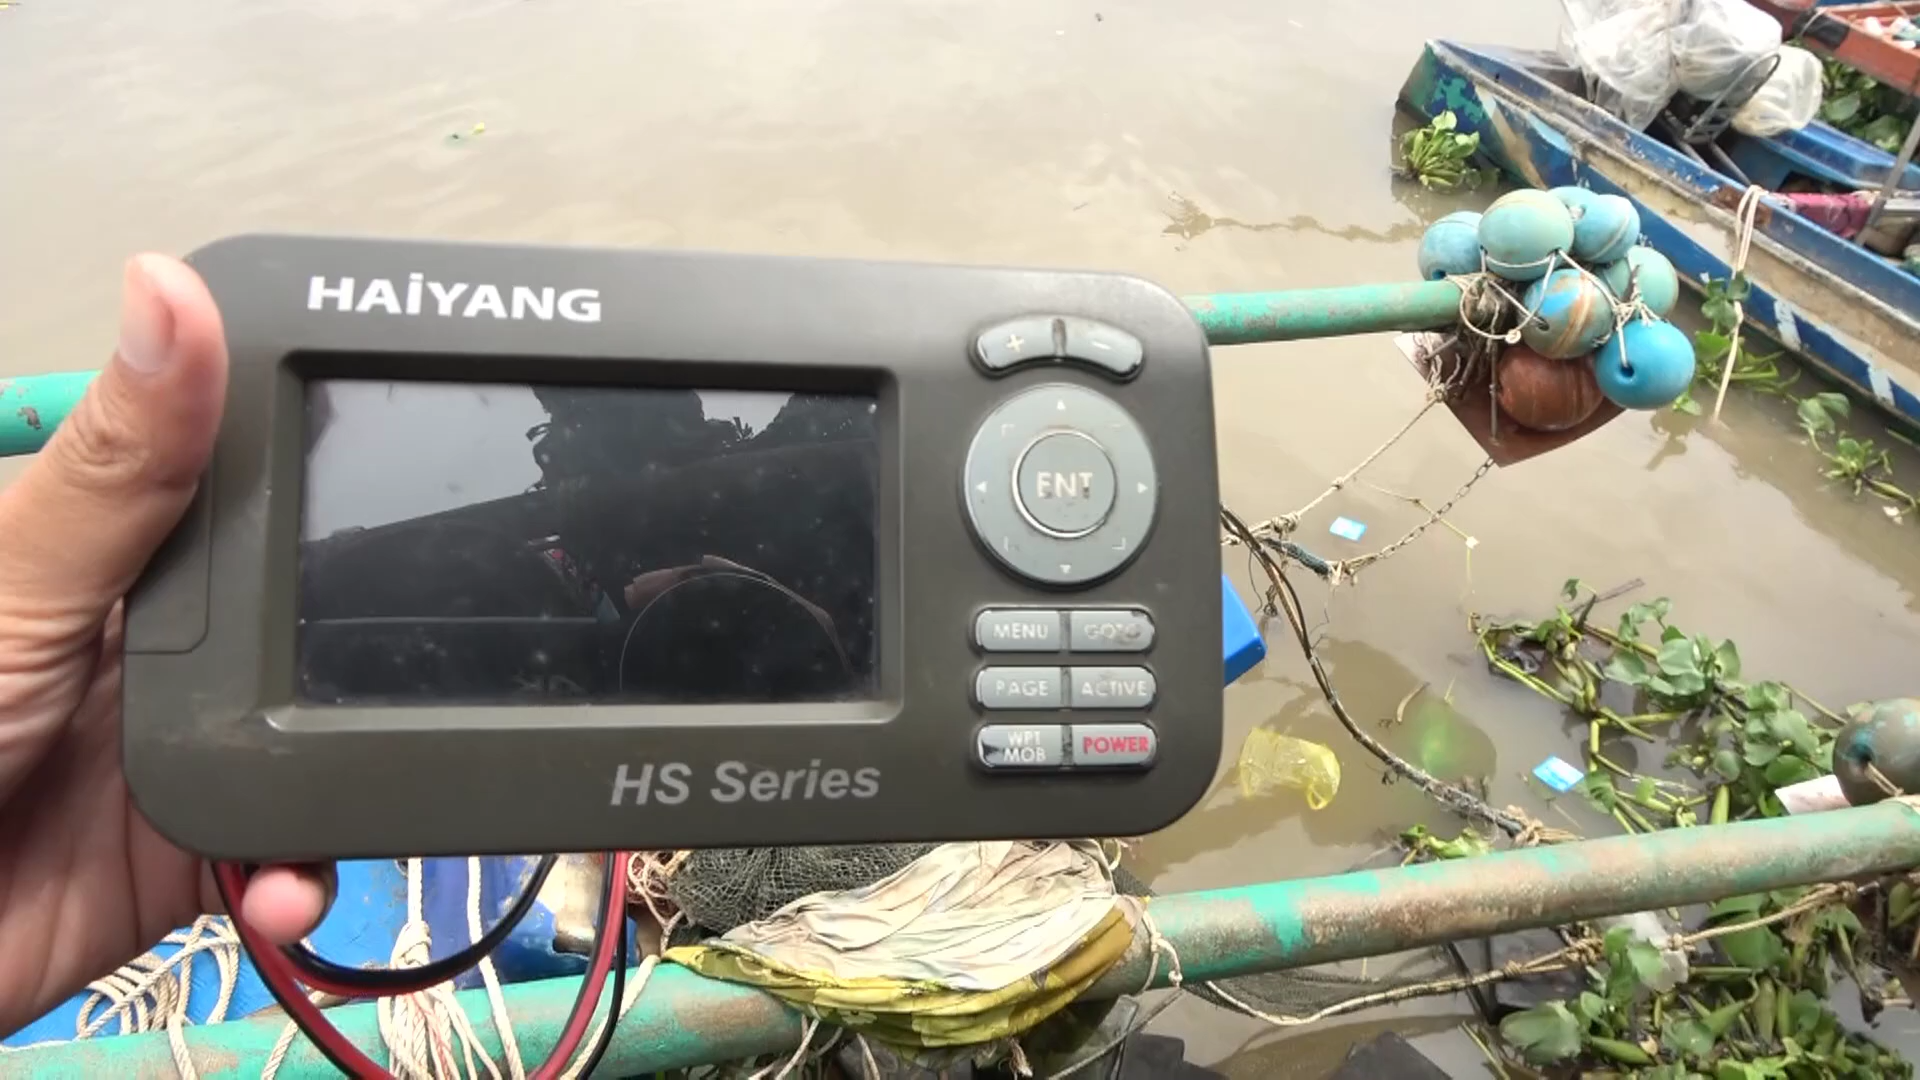 HAiYANG
+ -
ENT
MENU GOTO
PAGE ACTIVE
WPT
MOB
POWER
HS Series